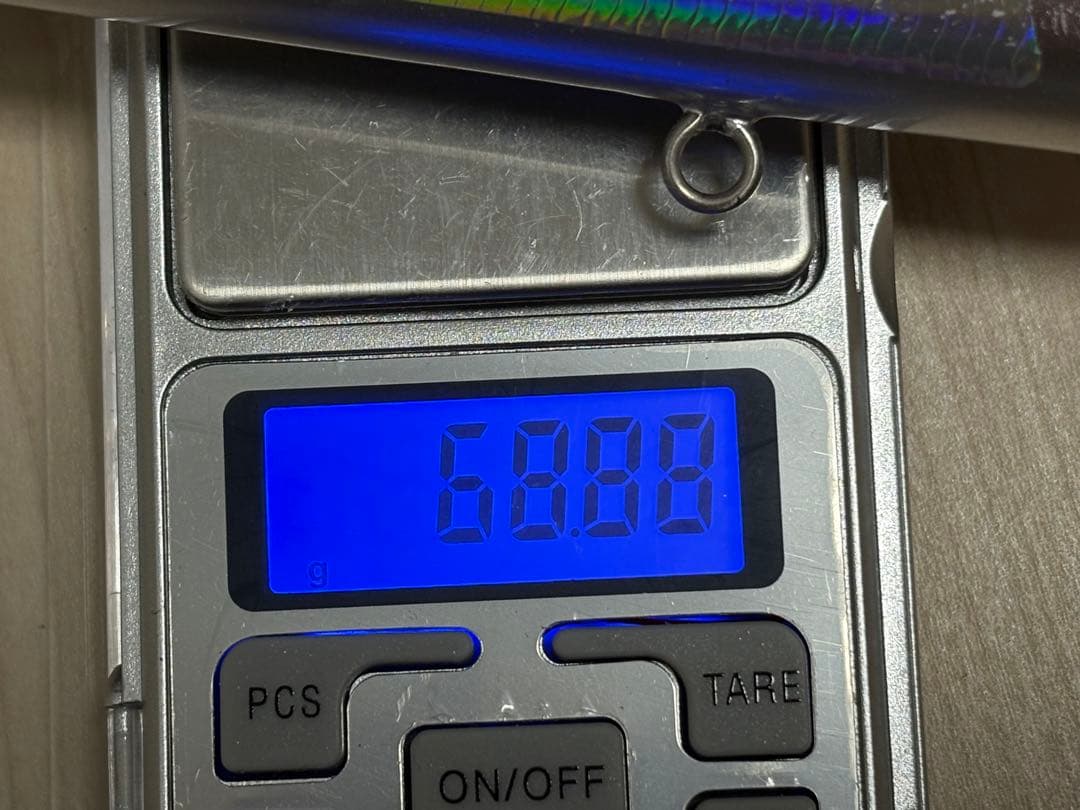 68.88
g
PCS
TARE
ON/OFF